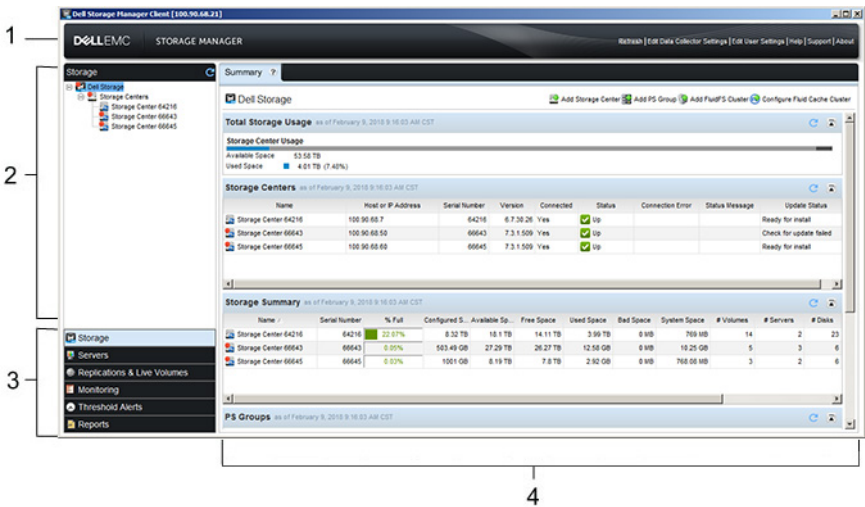 Dell Storage Manager Client [100.90.68.21]
1
DELLEMC STORAGE MANAGER
Refresh | Edit Data Collector Settings | Edit User Settings | Help | Support | About
2
Storage
Dell Storage
Storage Centers
Storage Center 64216
Storage Center 66643
Storage Center 66645
Summary ?
Dell Storage
Add Storage Center Add PS Group Add FluidFS Cluster Configure Fluid Cache Cluster
Total Storage Usage as of February 9, 2018 9:16:03 AM CST
Storage Center Usage
Available Space 53.58 TB
Used Space 4.01 TB (7.48%)
Storage Centers as of February 9, 2018 9:16:03 AM CST
Name Host or IP Address Serial Number Version Connected Status Connection Error Status Message Update Status
Storage Center 64216 100.90.68.7 64216 6.7.30.26 Yes Up Ready for install
Storage Center 66643 100.90.68.50 66643 7.3.1.509 Yes Up Check for update failed
Storage Center 66645 100.90.68.60 66645 7.3.1.509 Yes Up Ready for install
Storage Summary as of February 9, 2018 9:16:03 AM CST
Name / Serial Number % Full Configured S... Available Sp... Free Space Used Space Bad Space System Space # Volumes # Servers # Disks
Storage Center 64216 64216 22.07% 8.32 TB 18.1 TB 14.11 TB 3.99 TB 0 MB 769 MB 14 2 23
Storage Center 66643 66643 0.05% 503.49 GB 27.29 TB 26.27 TB 12.58 GB 0 MB 10.25 GB 5 3 6
Storage Center 66645 66645 0.03% 1001 GB 8.19 TB 7.8 TB 2.92 GB 0 MB 768.08 MB 3 2 6
PS Groups as of February 9, 2018 9:16:03 AM CST
3
Storage
Servers
Replications & Live Volumes
Monitoring
Threshold Alerts
Reports
4